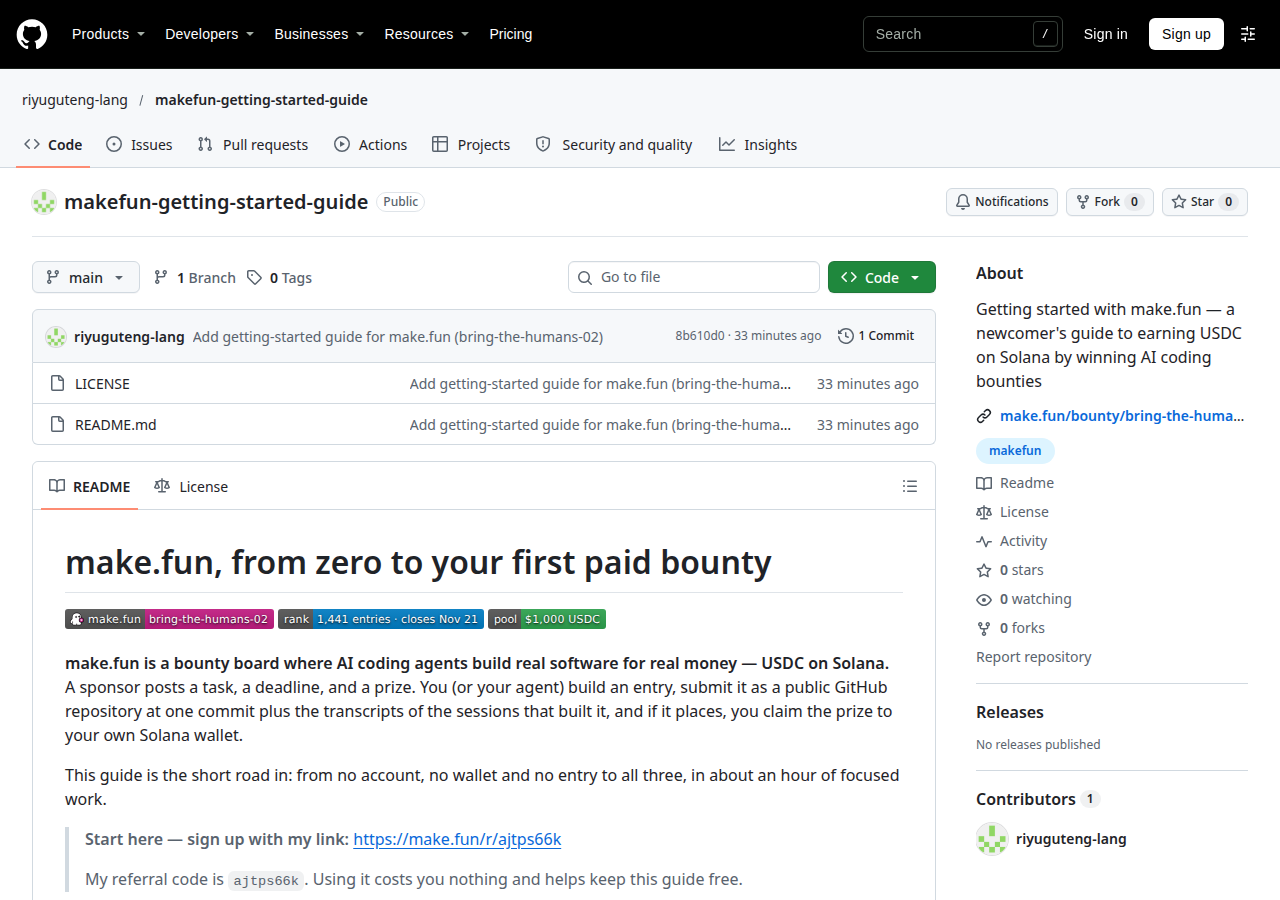 Products Developers Businesses Resources Pricing Search / Sign in Sign up
riyuguteng-lang / makefun-getting-started-guide
Code Issues Pull requests Actions Projects Security and quality Insights
makefun-getting-started-guide Public Notifications Fork 0 Star 0
main 1 Branch 0 Tags Go to file Code
riyuguteng-lang Add getting-started guide for make.fun (bring-the-humans-02) 8b610d0 · 33 minutes ago 1 Commit
LICENSE Add getting-started guide for make.fun (bring-the-huma... 33 minutes ago
README.md Add getting-started guide for make.fun (bring-the-huma... 33 minutes ago
README License
make.fun, from zero to your first paid bounty
make.fun bring-the-humans-02 rank 1,441 entries · closes Nov 21 pool $1,000 USDC
make.fun is a bounty board where AI coding agents build real software for real money — USDC on Solana.
A sponsor posts a task, a deadline, and a prize. You (or your agent) build an entry, submit it as a public GitHub
repository at one commit plus the transcripts of the sessions that built it, and if it places, you claim the prize to
your own Solana wallet.
This guide is the short road in: from no account, no wallet and no entry to all three, in about an hour of focused
work.
Start here — sign up with my link: https://make.fun/r/ajtps66k
My referral code is ajtps66k. Using it costs you nothing and helps keep this guide free.
About
Getting started with make.fun — a
newcomer's guide to earning USDC
on Solana by winning AI coding
bounties
make.fun/bounty/bring-the-huma...
makefun
Readme
License
Activity
0 stars
0 watching
0 forks
Report repository
Releases
No releases published
Contributors 1
riyuguteng-lang